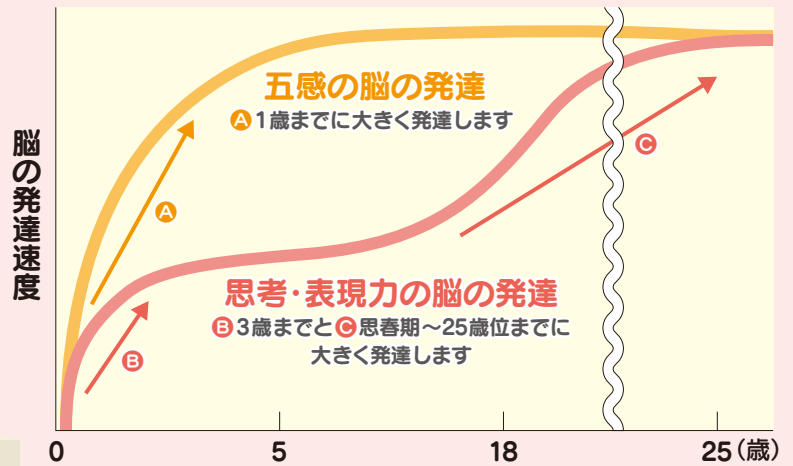 脳の発達速度
五感の脳の発達
A 1歳までに大きく発達します
A
C
思考・表現力の脳の発達
B 3歳までと C 思春期〜25歳位までに
大きく発達します
B
0 5 18 25(歳)